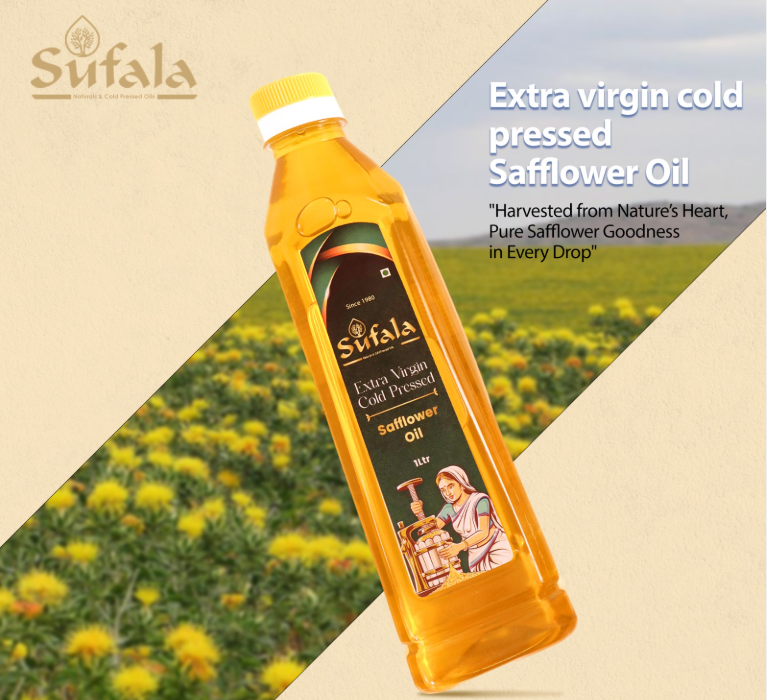 Sufala
Naturals & Cold Pressed Oils
Extra virgin cold
pressed
Safflower Oil
"Harvested from Nature's Heart,
Pure Safflower Goodness
in Every Drop"
Since 1980
Sufala
Extra Virgin
Cold Pressed
Safflower
Oil
1Ltr